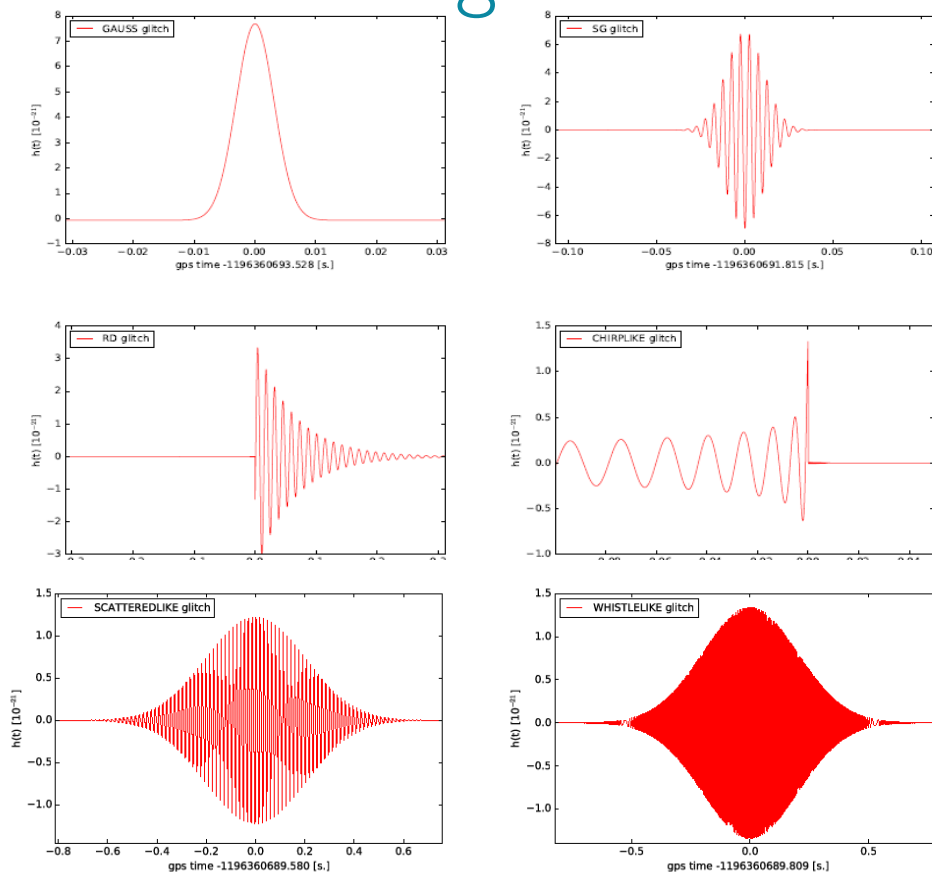 8
7
6
5
4
3
2
1
0
−1
h(t) [10⁻²¹]
GAUSS glitch
−0.03 −0.02 −0.01 0.00 0.01 0.02 0.03
gps time -1196360693.528 [s.]
8
6
4
2
0
−2
−4
−6
−8
h(t) [10⁻²¹]
SG glitch
−0.10 −0.05 0.00 0.05 0.10
gps time -1196360691.815 [s.]
4
3
2
1
0
−1
−2
−3
h(t) [10⁻²¹]
RD glitch
1.5
1.0
0.5
0.0
−0.5
−1.0
h(t) [10⁻²¹]
CHIRPLIKE glitch
1.5
1.0
0.5
0.0
−0.5
−1.0
h(t) [10⁻²¹]
SCATTEREDLIKE glitch
−0.8 −0.6 −0.4 −0.2 0.0 0.2 0.4 0.6
gps time -1196360689.580 [s.]
1.5
1.0
0.5
0.0
−0.5
−1.0
h(t) [10⁻²¹]
WHISTLELIKE glitch
−0.5 0.0 0.5
gps time -1196360689.809 [s.]